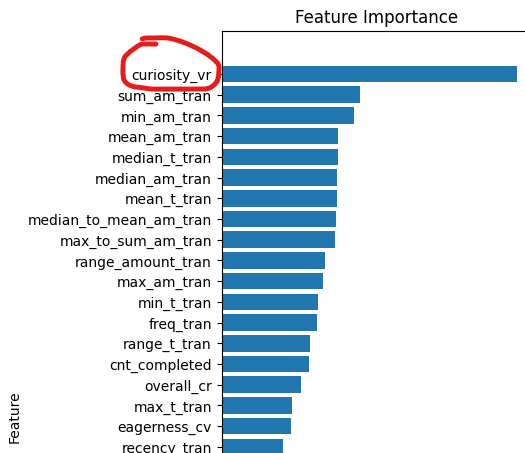 Feature Importance
curiosity_vr
sum_am_tran
min_am_tran
mean_am_tran
median_t_tran
median_am_tran
mean_t_tran
median_to_mean_am_tran
max_to_sum_am_tran
range_amount_tran
max_am_tran
min_t_tran
freq_tran
range_t_tran
cnt_completed
overall_cr
max_t_tran
eagerness_cv
recency_tran
Feature